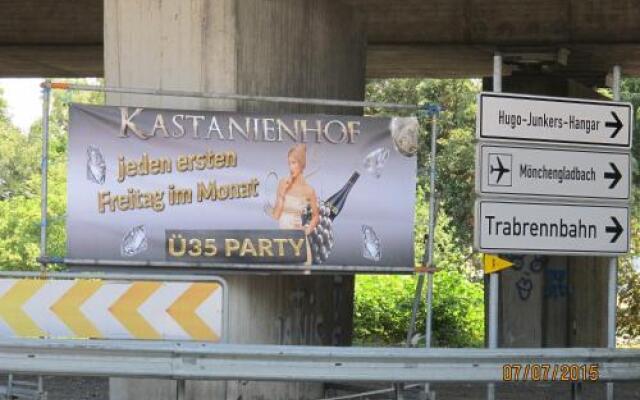 KASTANIENHOF
jeden ersten
Freitag im Monat
Ü35 PARTY
Hugo-Junkers-Hangar
Mönchengladbach
Trabrennbahn
07/07/2015